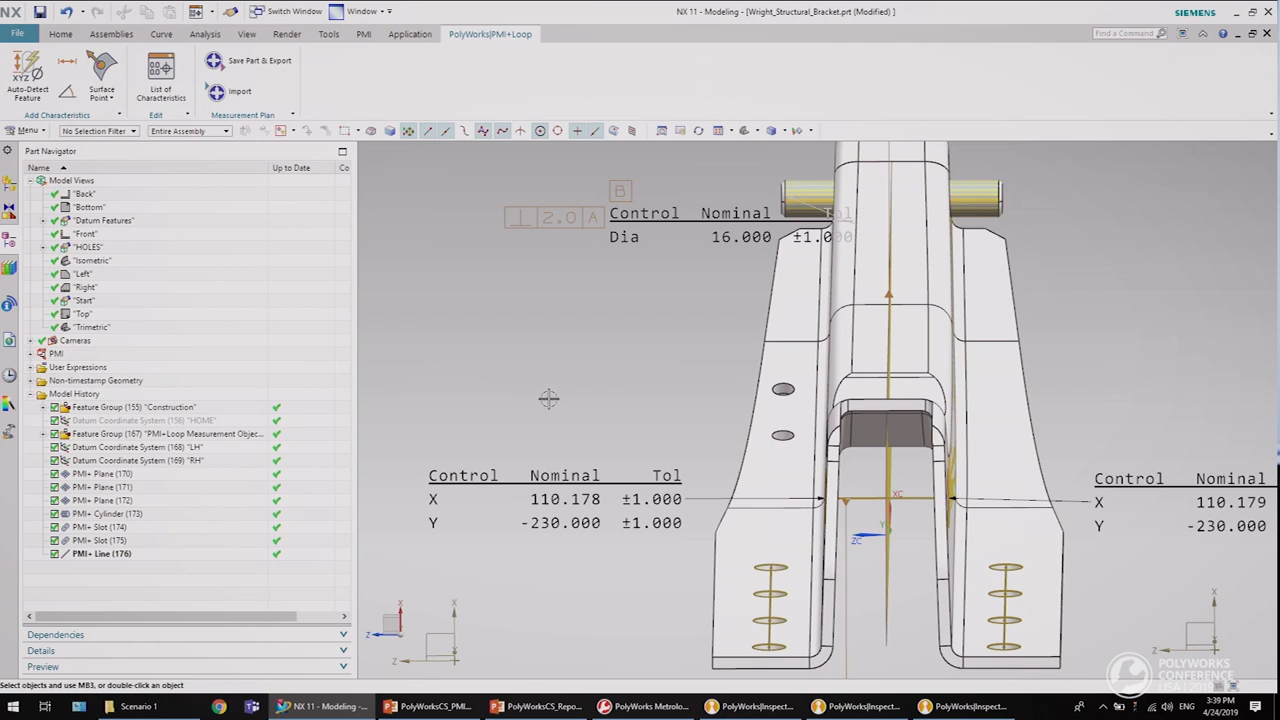 NX
Switch Window
Window
NX 11 - Modeling - [Wright_Structural_Bracket.prt (Modified) ]
SIEMENS
File
Home
Assemblies
Curve
Analysis
View
Render
Tools
PMI
Application
PolyWorks|PMI+Loop
Find a Command
XYZ
Auto-Detect
Feature
Surface
Point
List of
Characteristics
Save Part & Export
Import
Add Characteristics
Edit
Measurement Plan
Menu
No Selection Filter
Entire Assembly
Part Navigator
Name
Up to Date
Co
Model Views
"Back"
"Bottom"
"Datum Features"
"Front"
"HOLES"
"Isometric"
"Left"
"Right"
"Start"
"Top"
"Trimetric"
Cameras
PMI
User Expressions
Non-timestamp Geometry
Model History
Feature Group (155) "Construction"
Datum Coordinate System (156) "HOME"
Feature Group (167) "PMI+Loop Measurement Objec...
Datum Coordinate System (168) "LH"
Datum Coordinate System (169) "RH"
PMI+ Plane (170)
PMI+ Plane (171)
PMI+ Plane (172)
PMI+ Cylinder (173)
PMI+ Slot (174)
PMI+ Slot (175)
PMI+ Line (176)
Dependencies
Details
Preview
B
⊥ 2.0 A
Control Nominal Tol
Dia 16.000 ±1.000
Control Nominal Tol
X 110.178 ±1.000
Y -230.000 ±1.000
Control Nominal
X 110.179
Y -230.000
XC
Y
ZC
X
Z
X
Z
X
Z
Select objects and use MB3, or double-click an object
POLYWORKS
CONFERENCE
USA | 2019
Scenario 1
NX 11 - Modeling -...
PolyWorksCS_PMI...
PolyWorksCS_Repo...
PolyWorks Metrolo...
PolyWorks|Inspect...
PolyWorks|Inspect...
PolyWorks|Inspect...
ENG
3:39 PM
4/24/2019